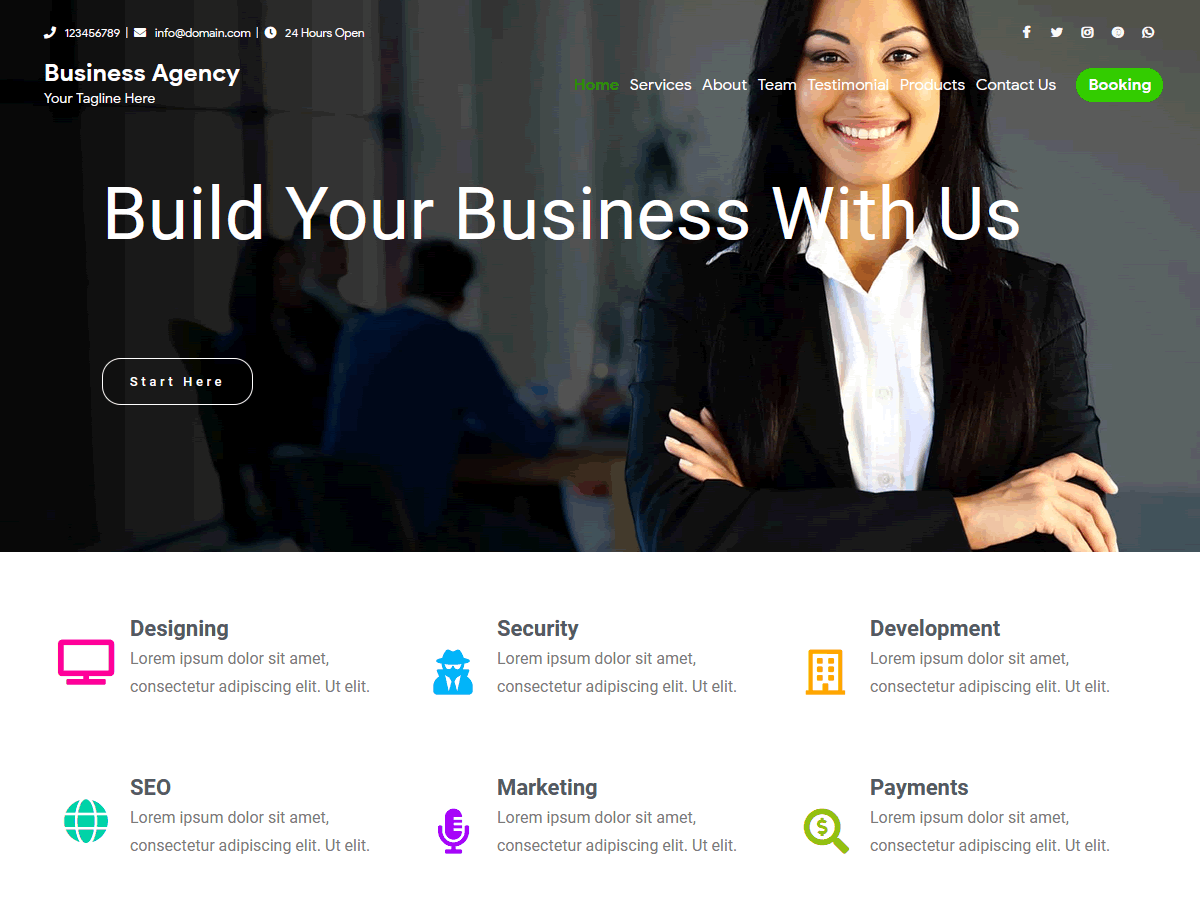 123456789 | info@domain.com | 24 Hours Open
Business Agency
Your Tagline Here
Home Services About Team Testimonial Products Contact Us Booking
Build Your Business With Us
Start Here
Designing
Lorem ipsum dolor sit amet,
consectetur adipiscing elit. Ut elit.
Security
Lorem ipsum dolor sit amet,
consectetur adipiscing elit. Ut elit.
Development
Lorem ipsum dolor sit amet,
consectetur adipiscing elit. Ut elit.
SEO
Lorem ipsum dolor sit amet,
consectetur adipiscing elit. Ut elit.
Marketing
Lorem ipsum dolor sit amet,
consectetur adipiscing elit. Ut elit.
Payments
Lorem ipsum dolor sit amet,
consectetur adipiscing elit. Ut elit.